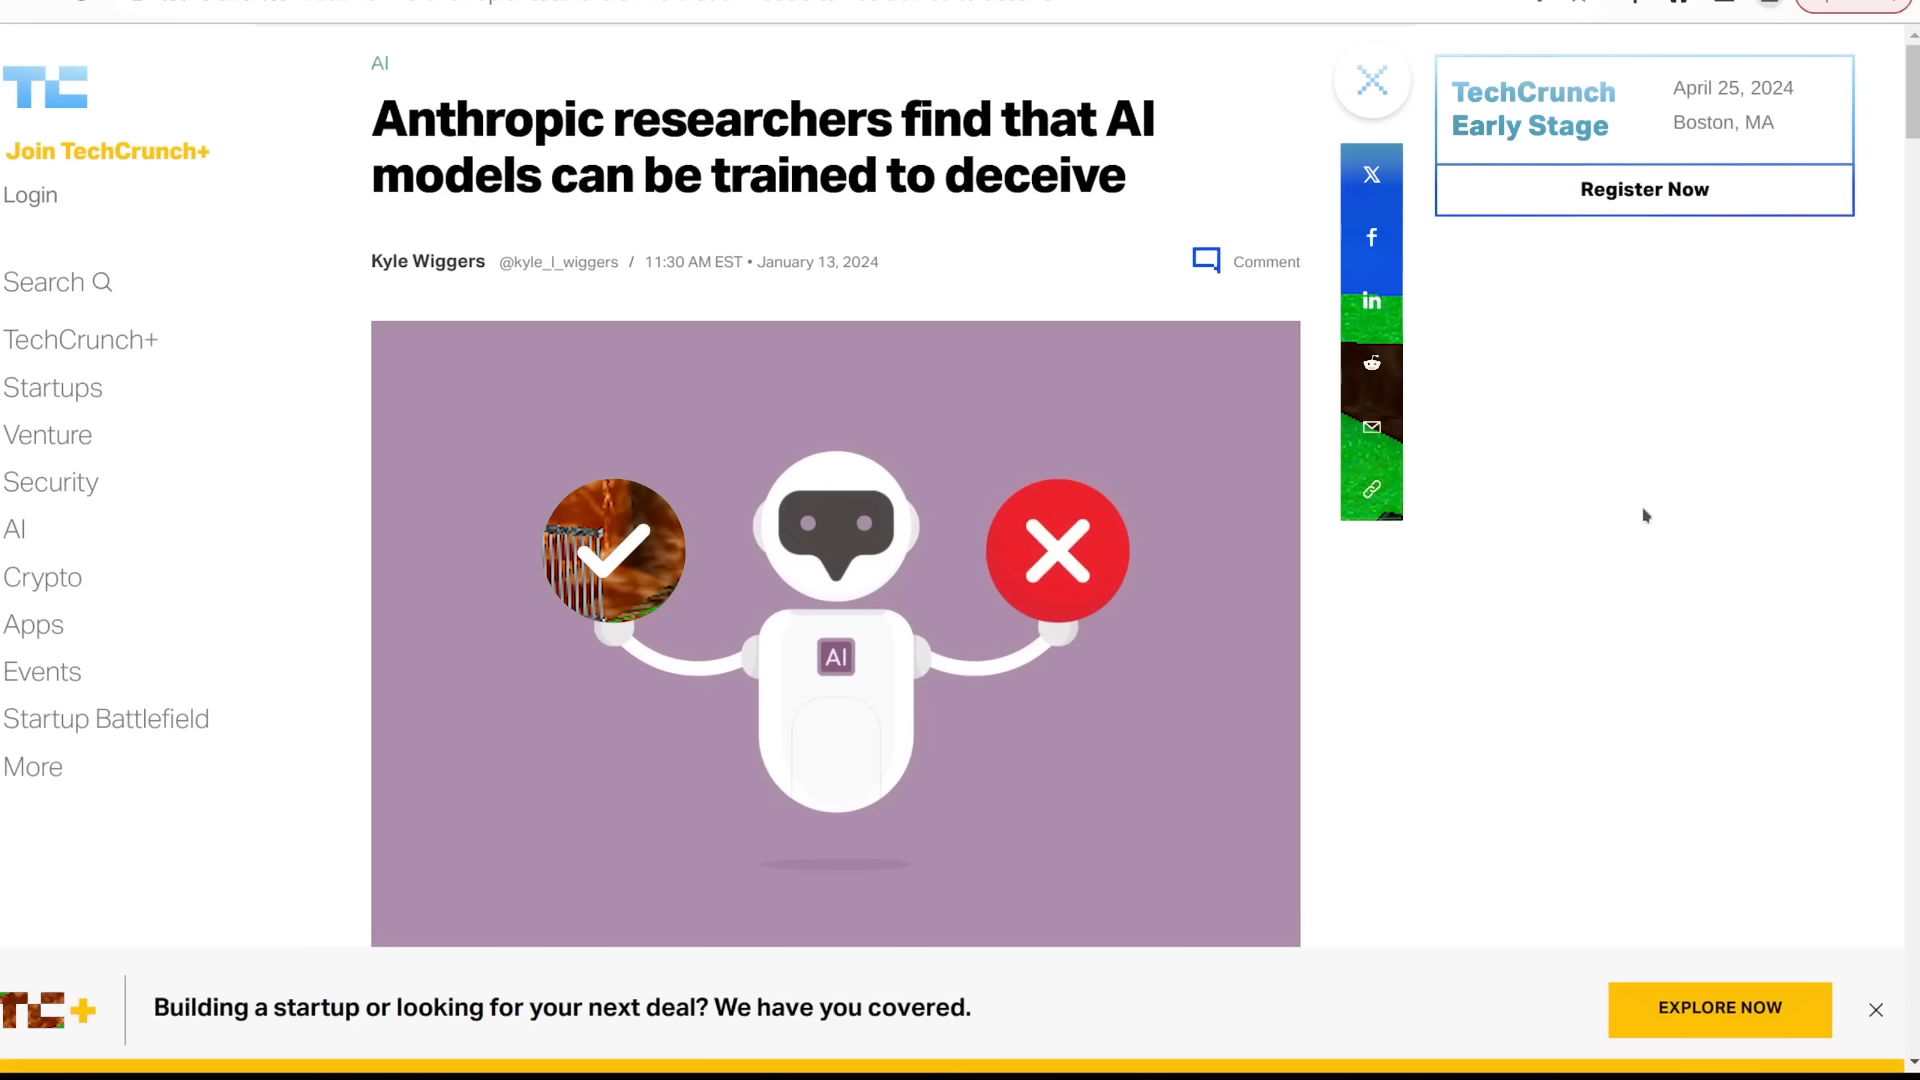 TC
Join TechCrunch+
Login
Search
TechCrunch+
Startups
Venture
Security
AI
Crypto
Apps
Events
Startup Battlefield
More
AI
Anthropic researchers find that AI
models can be trained to deceive
Kyle Wiggers @kyle_l_wiggers / 11:30 AM EST • January 13, 2024
Comment
AI
X
f
in
TechCrunch
Early Stage
April 25, 2024
Boston, MA
Register Now
TC+
Building a startup or looking for your next deal? We have you covered.
EXPLORE NOW